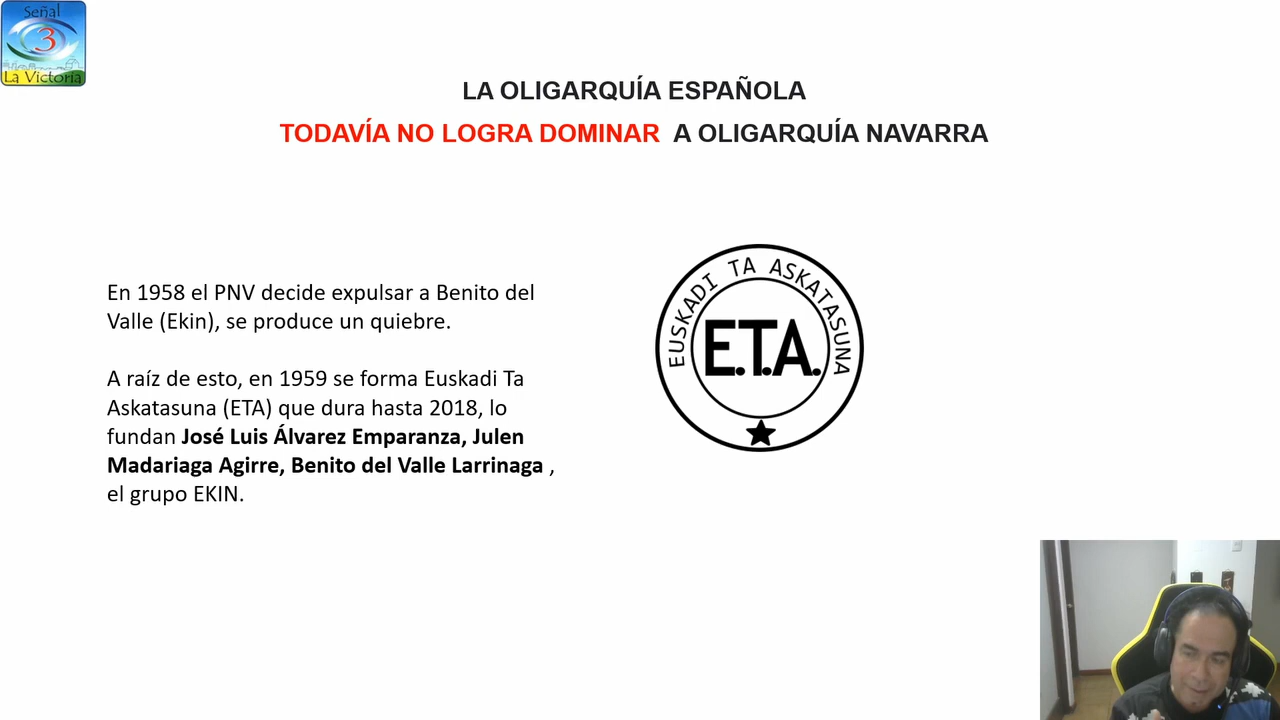 Señal
3
La Victoria
LA OLIGARQUÍA ESPAÑOLA
TODAVÍA NO LOGRA DOMINAR A OLIGARQUÍA NAVARRA
En 1958 el PNV decide expulsar a Benito del
Valle (Ekin), se produce un quiebre.
A raíz de esto, en 1959 se forma Euskadi Ta
Askatasuna (ETA) que dura hasta 2018, lo
fundan José Luis Álvarez Emparanza, Julen
Madariaga Agirre, Benito del Valle Larrinaga ,
el grupo EKIN.
EUSKADI TA ASKATASUNA
E.T.A.